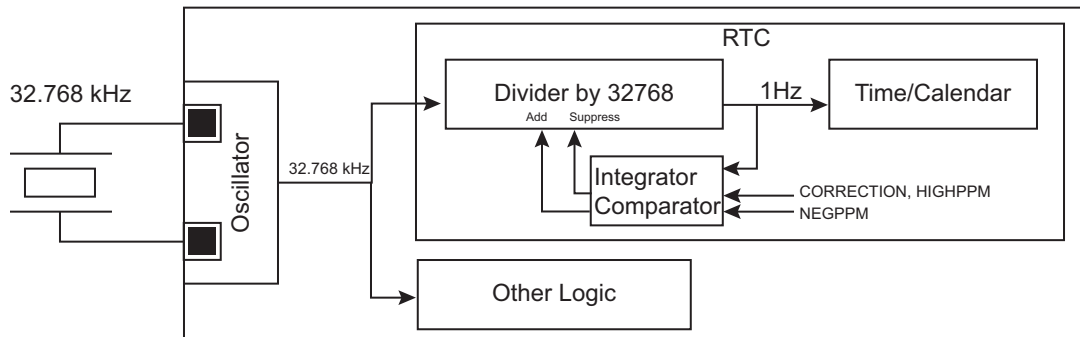 RTC
32.768 kHz
Divider by 32768
Add Suppress
1Hz
Time/Calendar
Oscillator
32.768 kHz
Integrator
Comparator
CORRECTION, HIGHPPM
NEGPPM
Other Logic